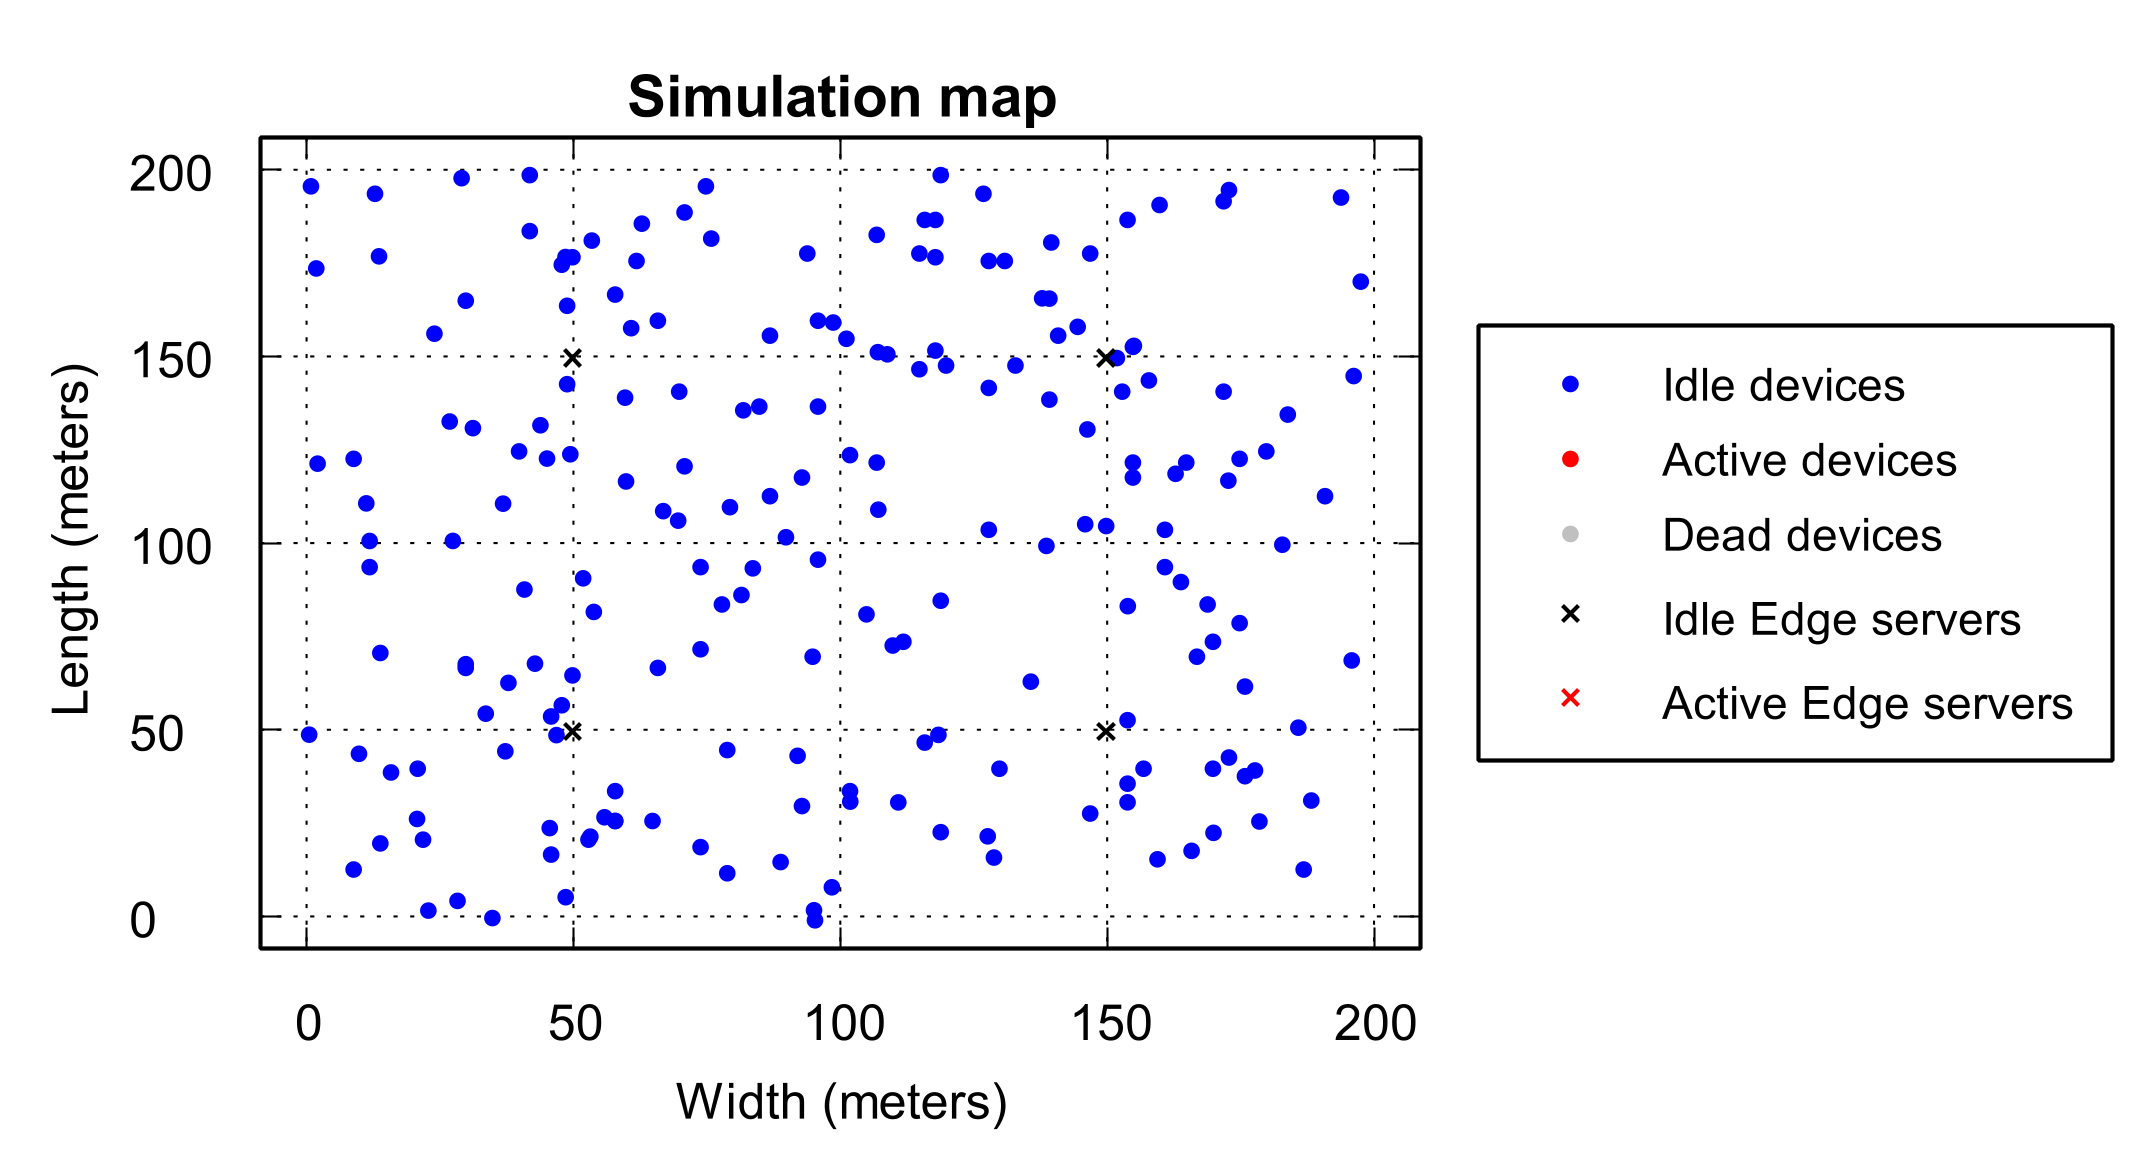 Simulation map
200
150
100
50
0
Length (meters)
0 50 100 150 200
Width (meters)
Idle devices
Active devices
Dead devices
Idle Edge servers
Active Edge servers